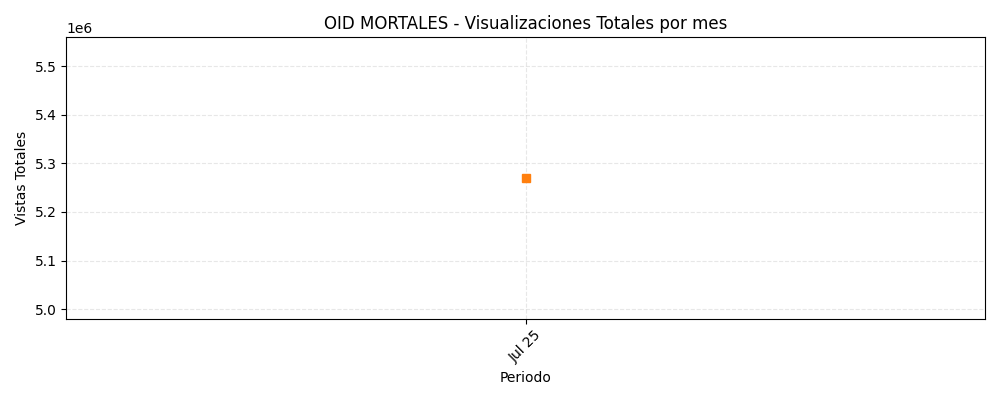 OID MORTALES - Visualizaciones Totales por mes
1e6
5.5
5.4
5.3
5.2
5.1
5.0
Vistas Totales
Jul 25
Periodo